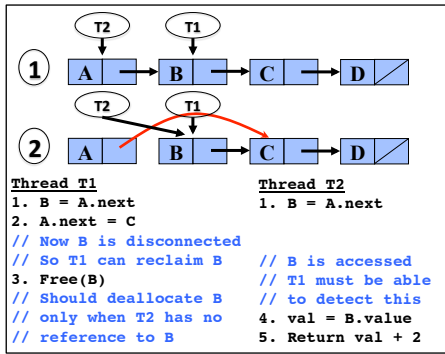 T2 T1
1 A B C D
T2 T1
2 A B C D
Thread T1 Thread T2
1. B = A.next 1. B = A.next
2. A.next = C
// Now B is disconnected
// So T1 can reclaim B // B is accessed
3. Free(B) // T1 must be able
// Should deallocate B // to detect this
// only when T2 has no 4. val = B.value
// reference to B 5. Return val + 2